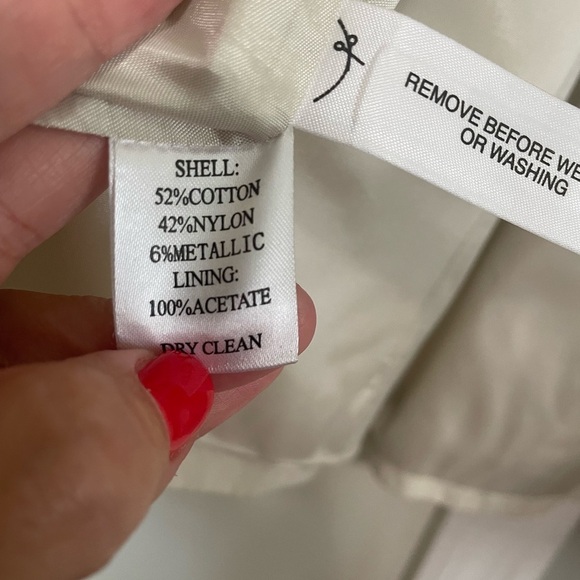 SHELL:
52%COTTON
42%NYLON
6%METALLIC
LINING:
100%ACETATE
DRY CLEAN
REMOVE BEFORE WE
OR WASHING